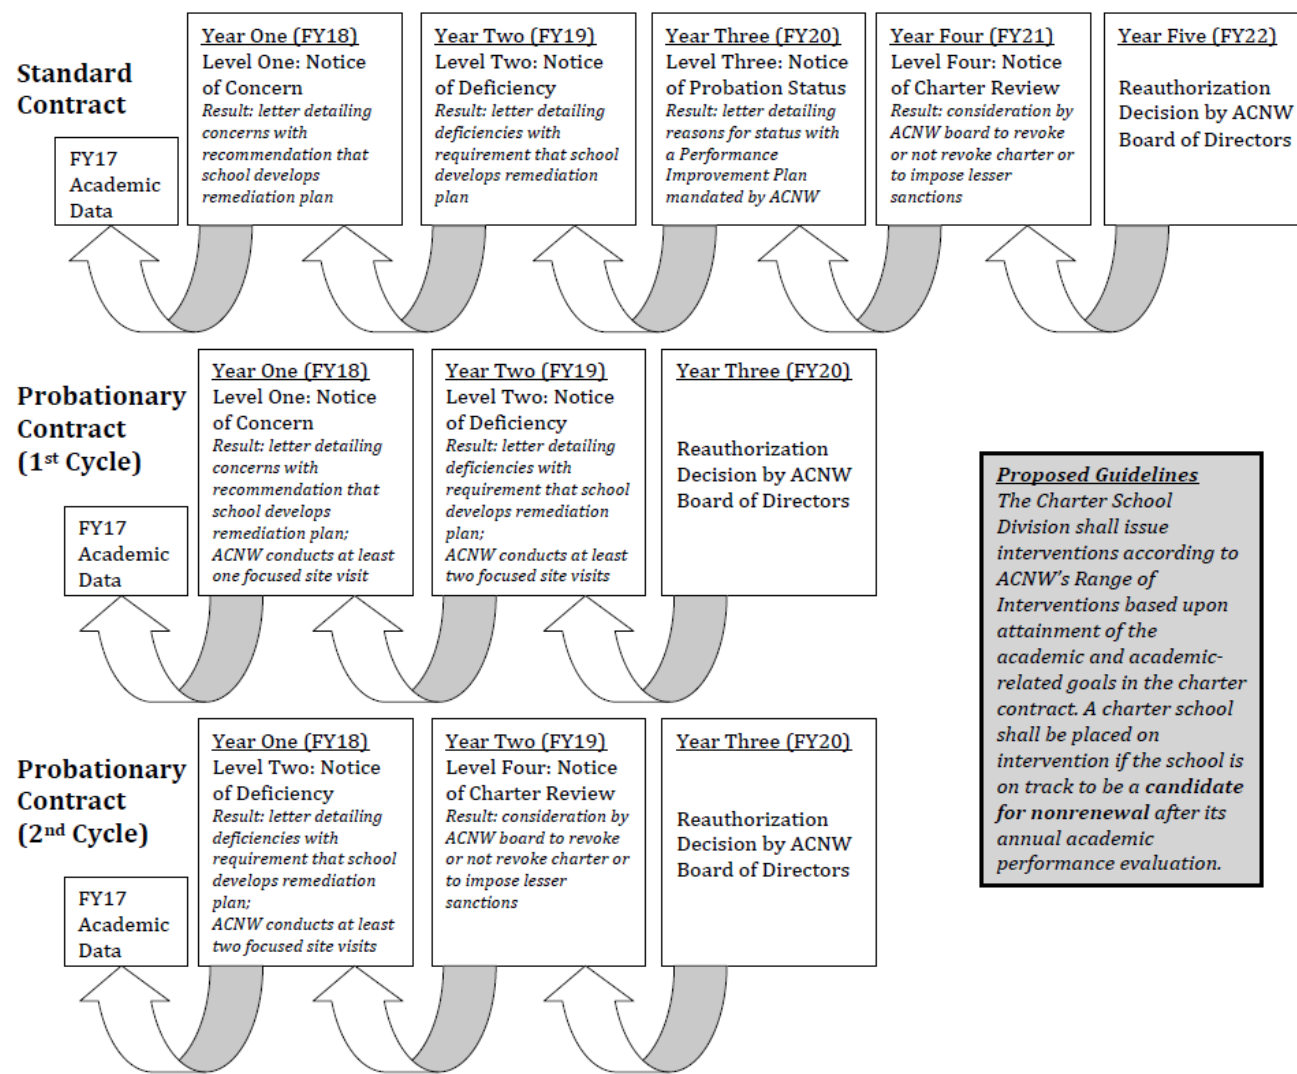 Standard
Contract
FY17
Academic
Data
Year One (FY18)
Level One: Notice
of Concern
Result: letter detailing
concerns with
recommendation that
school develops
remediation plan
Year Two (FY19)
Level Two: Notice
of Deficiency
Result: letter detailing
deficiencies with
requirement that school
develops remediation
plan
Year Three (FY20)
Level Three: Notice
of Probation Status
Result: letter detailing
reasons for status with
a Performance
Improvement Plan
mandated by ACNW
Year Four (FY21)
Level Four: Notice
of Charter Review
Result: consideration by
ACNW board to revoke
or not revoke charter or
to impose lesser
sanctions
Year Five (FY22)
Reauthorization
Decision by ACNW
Board of Directors
Probationary
Contract
(1st Cycle)
FY17
Academic
Data
Year One (FY18)
Level One: Notice
of Concern
Result: letter detailing
concerns with
recommendation that
school develops
remediation plan;
ACNW conducts at least
one focused site visit
Year Two (FY19)
Level Two: Notice
of Deficiency
Result: letter detailing
deficiencies with
requirement that school
develops remediation
plan;
ACNW conducts at least
two focused site visits
Year Three (FY20)
Reauthorization
Decision by ACNW
Board of Directors
Probationary
Contract
(2nd Cycle)
FY17
Academic
Data
Year One (FY18)
Level Two: Notice
of Deficiency
Result: letter detailing
deficiencies with
requirement that school
develops remediation
plan;
ACNW conducts at least
two focused site visits
Year Two (FY19)
Level Four: Notice
of Charter Review
Result: consideration by
ACNW board to revoke
or not revoke charter or
to impose lesser
sanctions
Year Three (FY20)
Reauthorization
Decision by ACNW
Board of Directors
Proposed Guidelines
The Charter School
Division shall issue
interventions according to
ACNW's Range of
Interventions based upon
attainment of the
academic and academic-
related goals in the charter
contract. A charter school
shall be placed on
intervention if the school is
on track to be a candidate
for nonrenewal after its
annual academic
performance evaluation.